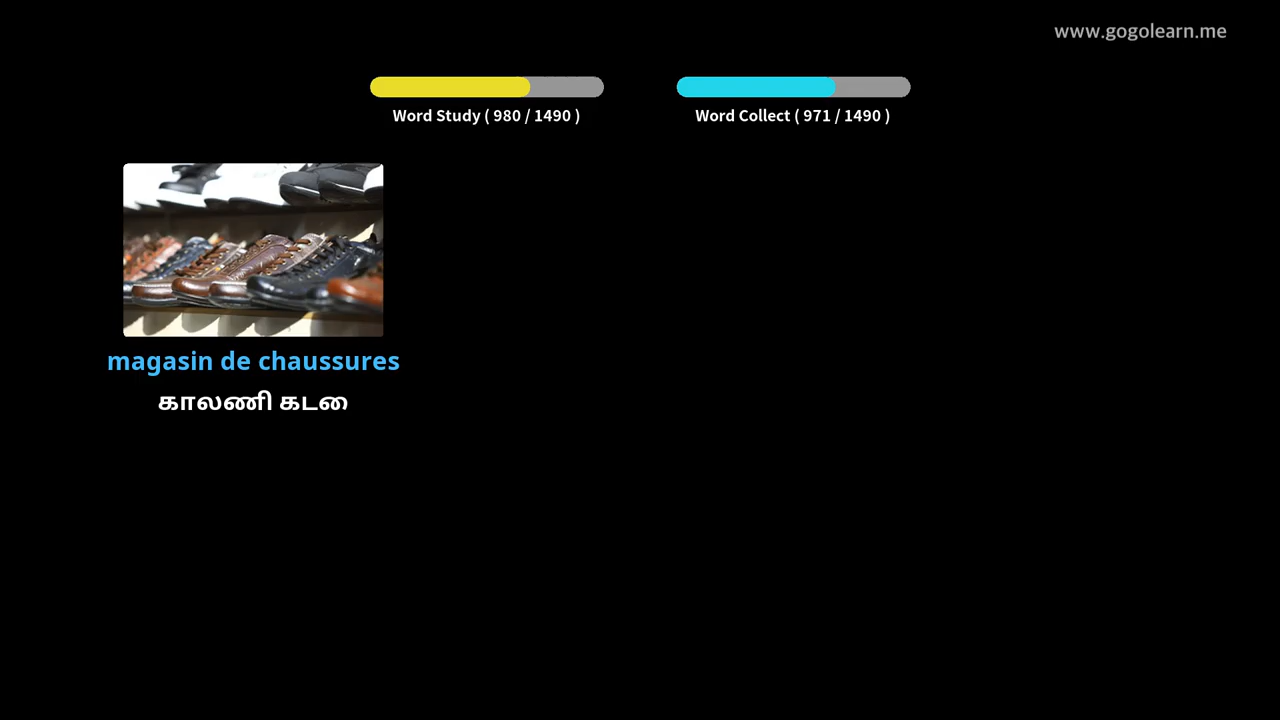 www.gogolearn.me
Word Study ( 980 / 1490 )
Word Collect ( 971 / 1490 )
magasin de chaussures
காலணி கடை